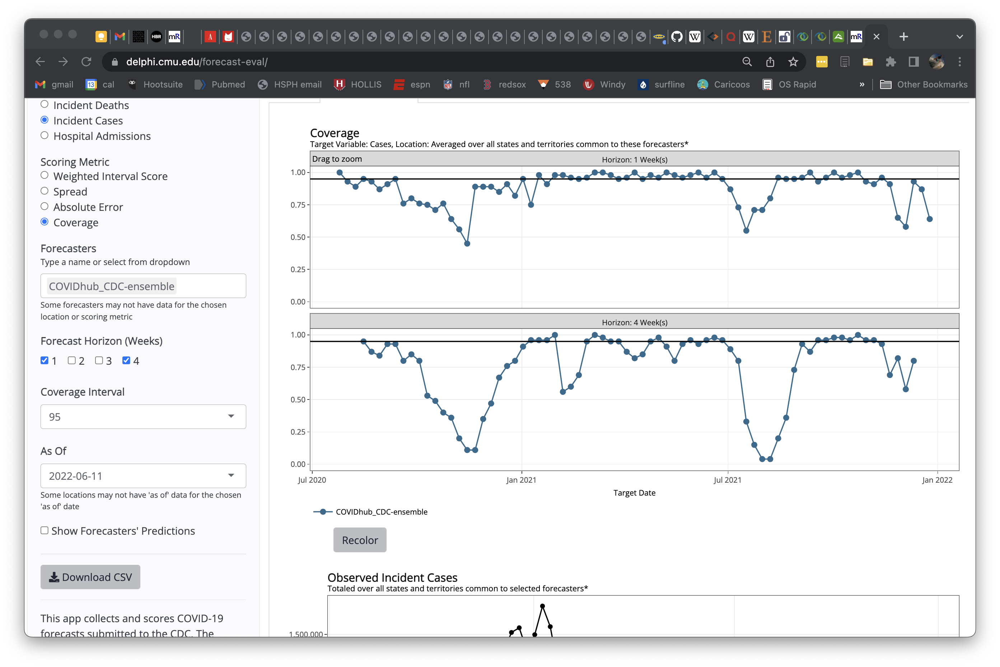 HBR
mR
A
W
Q
W
E
mR
delphi.cmu.edu/forecast-eval/
gmail
13
cal
Hootsuite
Pubmed
HSPH email
H
HOLLIS
espn
NFL
nfl
B
redsox
538
Windy
surfline
Caricoos
OS Rapid
»
Other Bookmarks
Incident Deaths
Incident Cases
Hospital Admissions
Scoring Metric
Weighted Interval Score
Spread
Absolute Error
Coverage
Forecasters
Type a name or select from dropdown
COVIDhub_CDC-ensemble
Some forecasters may not have data for the chosen
location or scoring metric
Forecast Horizon (Weeks)
1 2 3 4
Coverage Interval
95
As Of
2022-06-11
Some locations may not have 'as of' data for the chosen
'as of' date
Show Forecasters' Predictions
Download CSV
This app collects and scores COVID-19
forecasts submitted to the CDC. The
Coverage
Target Variable: Cases, Location: Averaged over all states and territories common to these forecasters*
Drag to zoom
Horizon: 1 Week(s)
1.00
0.75
0.50
0.25
0.00
Horizon: 4 Week(s)
1.00
0.75
0.50
0.25
0.00
Jul 2020
Jan 2021
Jul 2021
Jan 2022
Target Date
COVIDhub_CDC-ensemble
Recolor
Observed Incident Cases
Totaled over all states and territories common to selected forecasters*
1,500,000